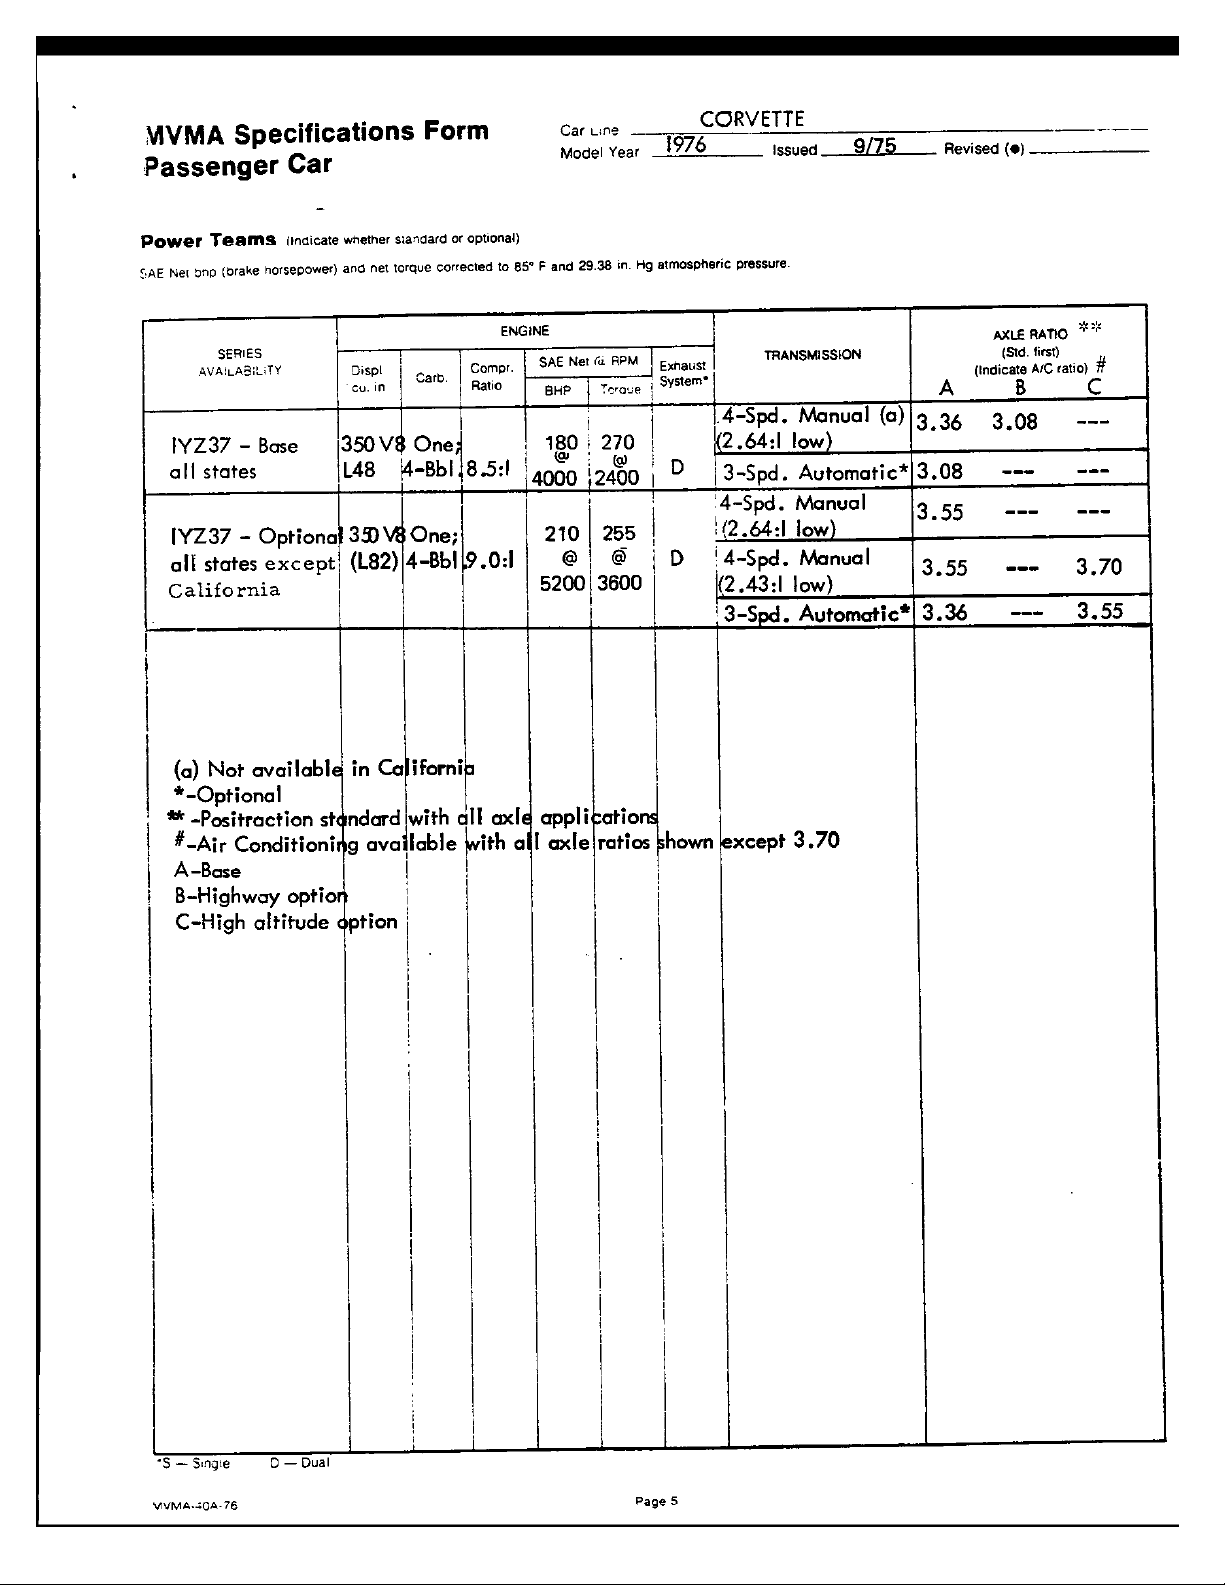 MVMA Specifications Form
Passenger Car
Car Line CORVETTE
Model Year 1976 Issued 9/75 Revised (●)
Power Teams (Indicate whether standard or optional)
SAE Net bhp (brake horsepower) and net torque corrected to 85° F and 29.38 in. Hg atmospheric pressure.
SERIES AVAILABILITY
ENGINE
Displ cu. in
Carb.
Compr. Ratio
SAE Net @ RPM
BHP Torque
Exhaust System*
TRANSMISSION
AXLE RATIO **
(Std. first)
(Indicate A/C ratio) #
A B C
1YZ37 - Base all states
350 V8 L48
One; 4-Bbl
8.5:1
180 @ 4000
270 @ 2400
D
4-Spd. Manual (a) (2.64:1 low) 3.36 3.08 ---
3-Spd. Automatic* 3.08 --- ---
1YZ37 - Optional all states except California
350 V8 (L82)
One; 4-Bbl
9.0:1
210 @ 5200
255 @ 3600
D
4-Spd. Manual (2.64:1 low) 3.55 --- ---
4-Spd. Manual (2.43:1 low) 3.55 --- 3.70
3-Spd. Automatic* 3.36 --- 3.55
(a) Not available in California
*-Optional
** -Positraction standard with all axle applications
#-Air Conditioning available with all axle ratios shown except 3.70
A-Base
B-Highway option
C-High altitude option
*S — Single D — Dual
MVMA-40A-76
Page 5